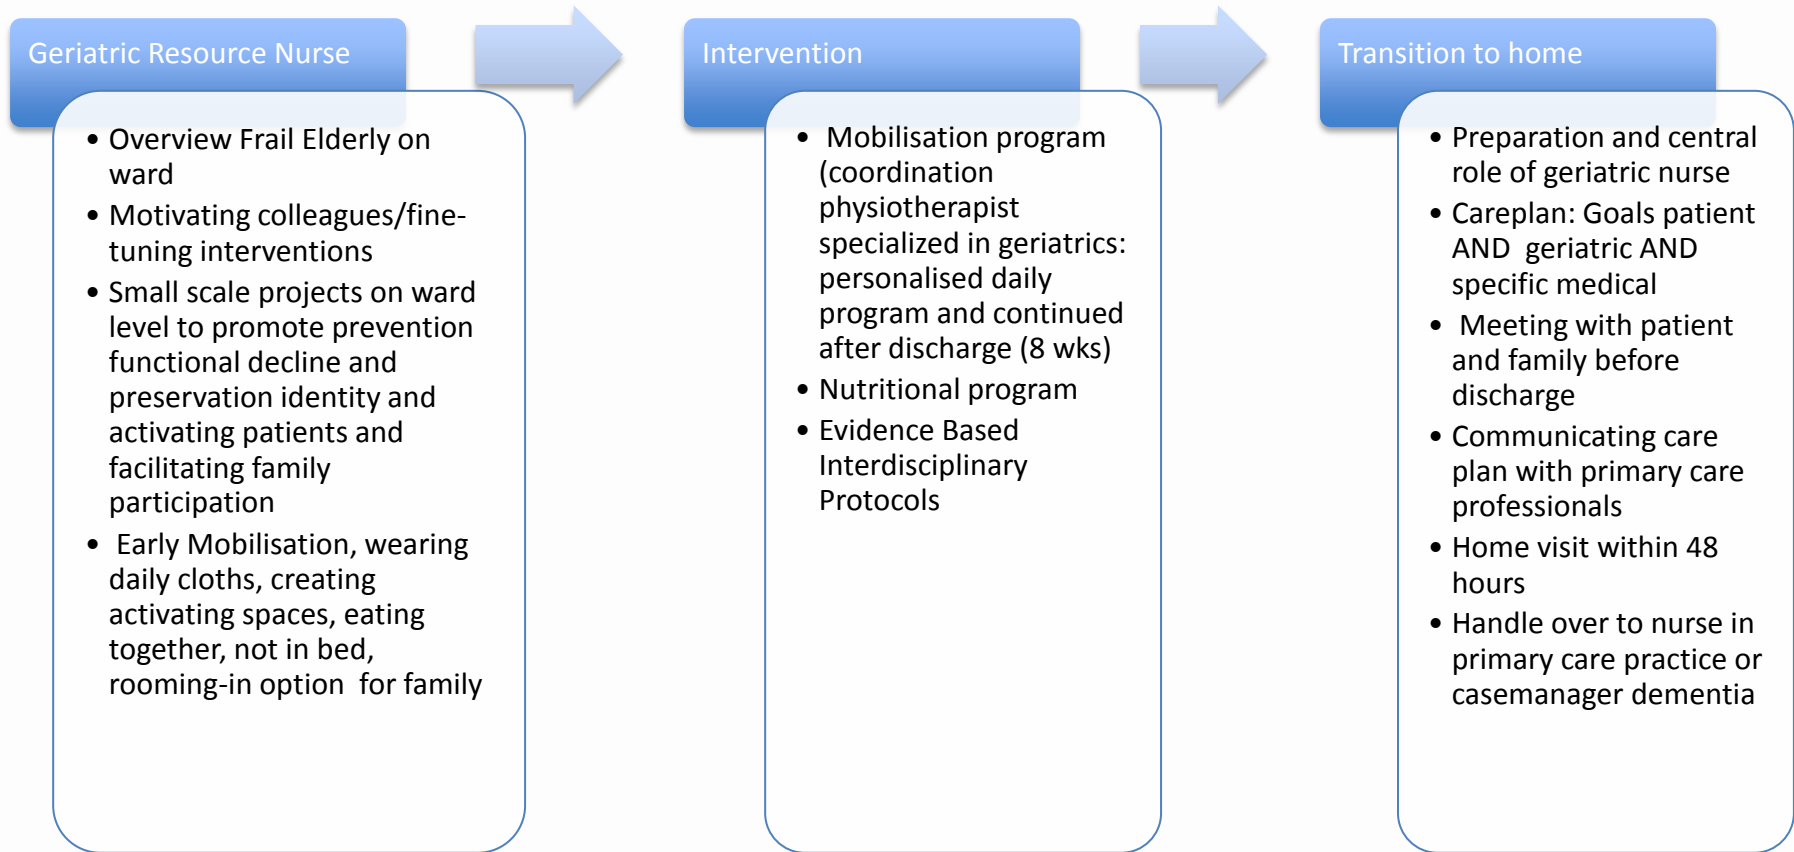 Geriatric Resource Nurse
• Overview Frail Elderly on
ward
• Motivating colleagues/fine-
tuning interventions
• Small scale projects on ward
level to promote prevention
functional decline and
preservation identity and
activating patients and
facilitating family
participation
• Early Mobilisation, wearing
daily cloths, creating
activating spaces, eating
together, not in bed,
rooming-in option for family
Intervention
• Mobilisation program
(coordination
physiotherapist
specialized in geriatrics:
personalised daily
program and continued
after discharge (8 wks)
• Nutritional program
• Evidence Based
Interdisciplinary
Protocols
Transition to home
• Preparation and central
role of geriatric nurse
• Careplan: Goals patient
AND geriatric AND
specific medical
• Meeting with patient
and family before
discharge
• Communicating care
plan with primary care
professionals
• Home visit within 48
hours
• Handle over to nurse in
primary care practice or
casemanager dementia